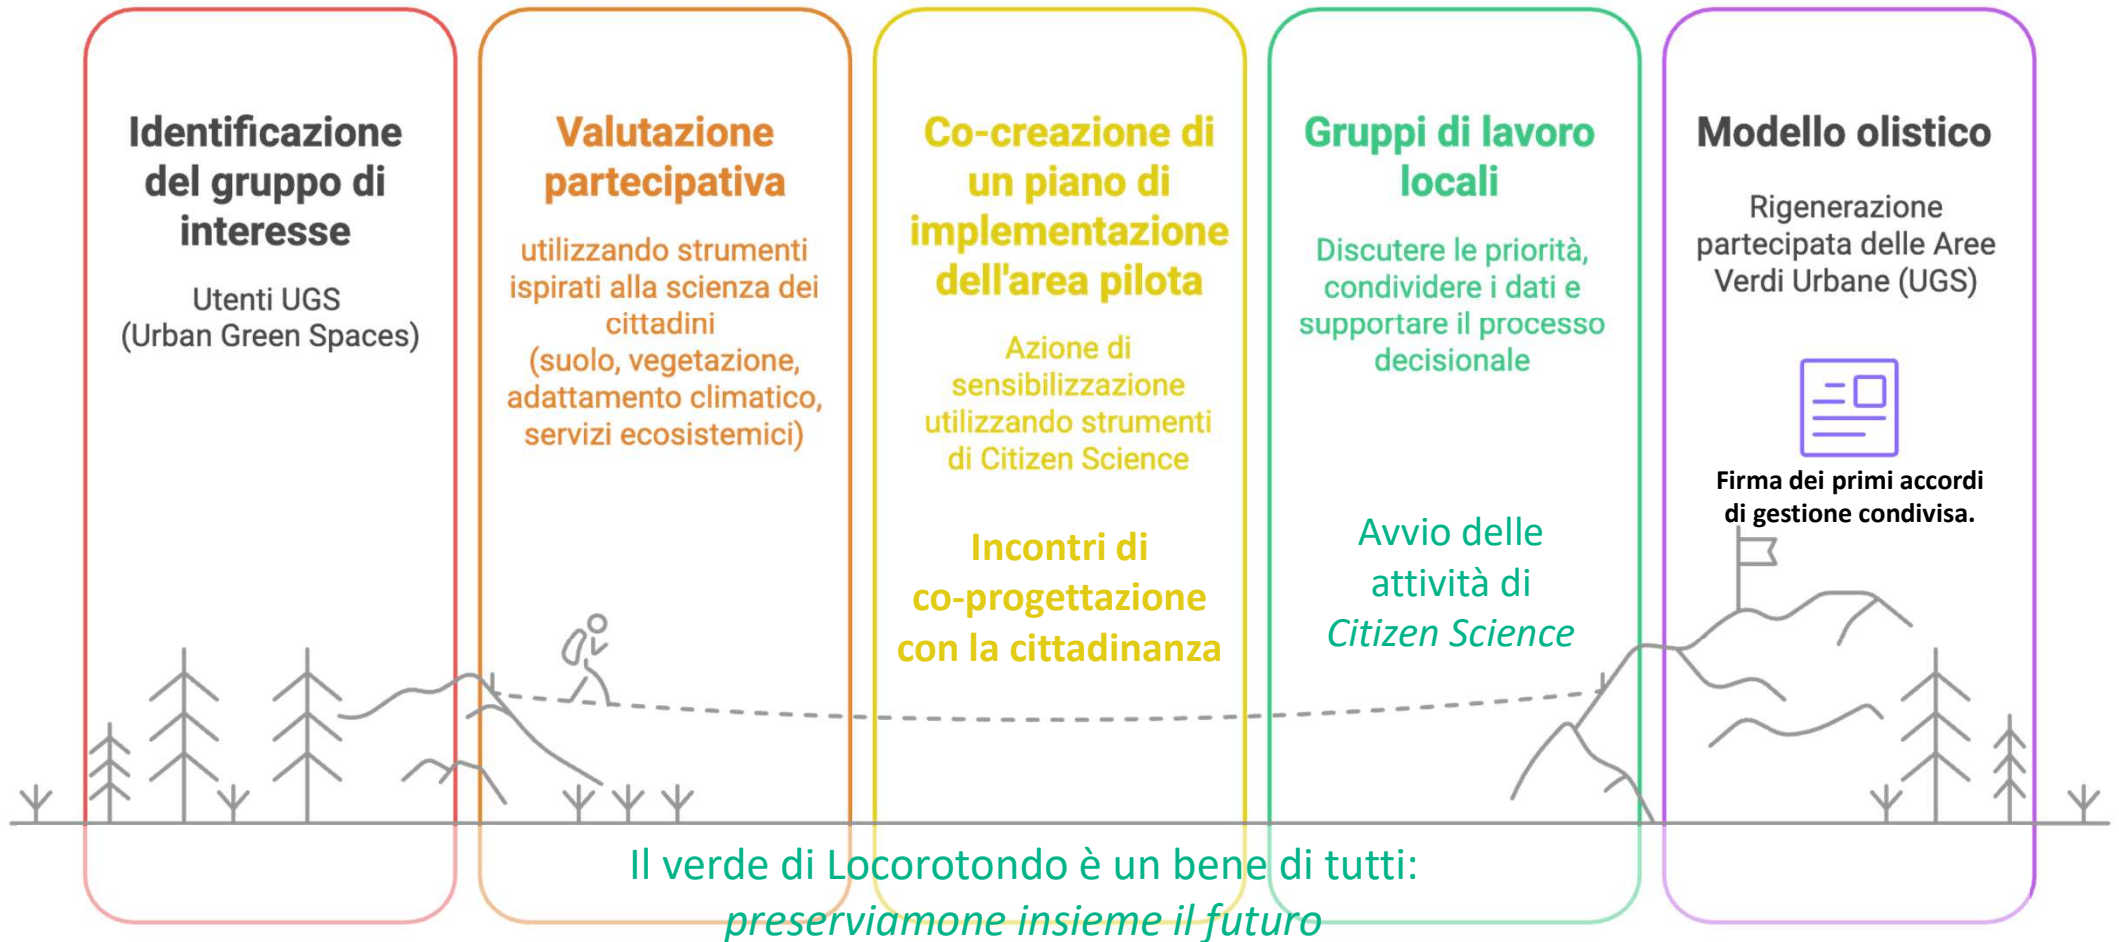 Identificazione
del gruppo di
interesse
Utenti UGS
(Urban Green Spaces)
Valutazione
partecipativa
utilizzando strumenti
ispirati alla scienza dei
cittadini
(suolo, vegetazione,
adattamento climatico,
servizi ecosistemici)
Co-creazione di
un piano di
implementazione
dell'area pilota
Azione di
sensibilizzazione
utilizzando strumenti
di Citizen Science
Incontri di
co-progettazione
con la cittadinanza
Gruppi di lavoro
locali
Discutere le priorità,
condividere i dati e
supportare il processo
decisionale
Avvio delle
attività di
Citizen Science
Modello olistico
Rigenerazione
partecipata delle Aree
Verdi Urbane (UGS)
Firma dei primi accordi
di gestione condivisa.
Il verde di Locorotondo è un bene di tutti:
preserviamone insieme il futuro